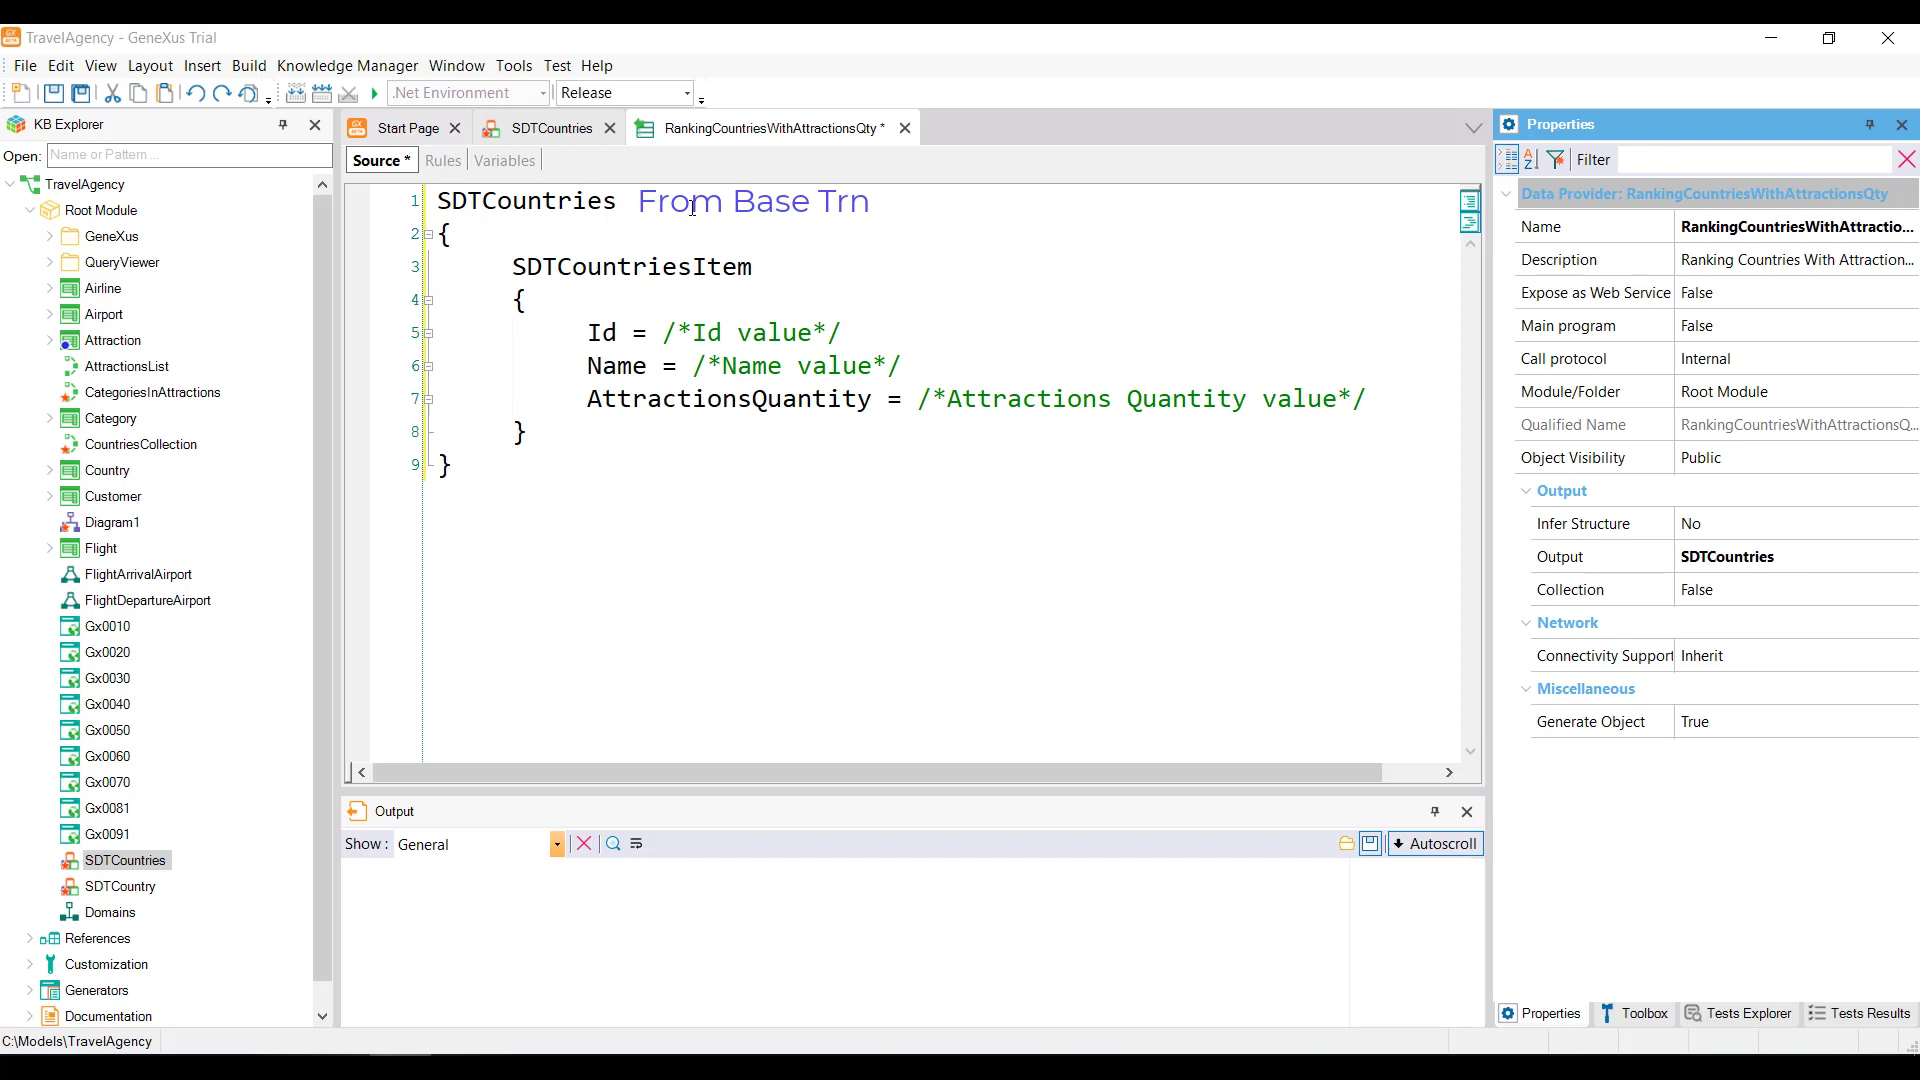 TravelAgency - GeneXus Trial
File Edit View Layout Insert Build Knowledge Manager Window Tools Test Help
.Net Environment Release
KB Explorer
Open: Name or Pattern ...
TravelAgency
Root Module
GeneXus
QueryViewer
Airline
Airport
Attraction
AttractionsList
CategoriesInAttractions
Category
CountriesCollection
Country
Customer
Diagram1
Flight
FlightArrivalAirport
FlightDepartureAirport
Gx0010
Gx0020
Gx0030
Gx0040
Gx0050
Gx0060
Gx0070
Gx0081
Gx0091
SDTCountries
SDTCountry
Domains
References
Customization
Generators
Documentation
Start Page SDTCountries RankingCountriesWithAttractionsQty *
Source * Rules Variables
1 SDTCountries From Base Trn
2 {
3 SDTCountriesItem
4 {
5 Id = /*Id value*/
6 Name = /*Name value*/
7 AttractionsQuantity = /*Attractions Quantity value*/
8 }
9 }
Output
Show: General Autoscroll
Properties
Filter
Data Provider: RankingCountriesWithAttractionsQty
Name RankingCountriesWithAttractio...
Description Ranking Countries With Attraction...
Expose as Web Service False
Main program False
Call protocol Internal
Module/Folder Root Module
Qualified Name RankingCountriesWithAttractionsQ...
Object Visibility Public
Output
Infer Structure No
Output SDTCountries
Collection False
Network
Connectivity Support Inherit
Miscellaneous
Generate Object True
Properties Toolbox Tests Explorer Tests Results
C:\Models\TravelAgency